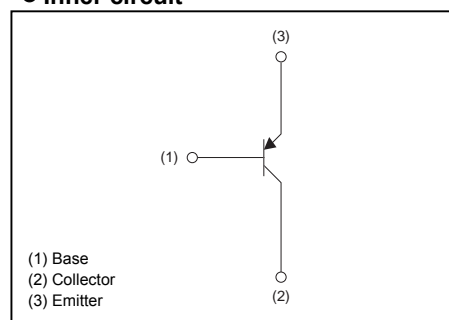 Inner circuit
(3)
(1)
(1) Base
(2) Collector
(3) Emitter
(2)